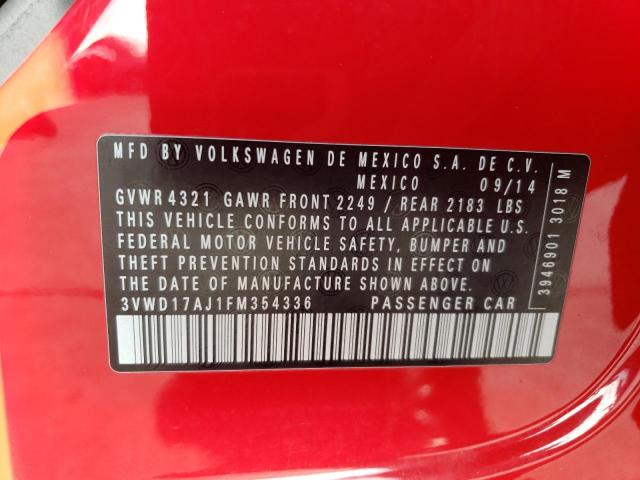 MFD BY VOLKSWAGEN DE MEXICO S.A. DE C.V.
MEXICO 09/14
GVWR 4321 GAWR FRONT 2249 / REAR 2183 LBS
THIS VEHICLE CONFORMS TO ALL APPLICABLE U.S.
FEDERAL MOTOR VEHICLE SAFETY, BUMPER AND
THEFT PREVENTION STANDARDS IN EFFECT ON
THE DATE OF MANUFACTURE SHOWN ABOVE.
3VWD17AJ1FM354336 PASSENGER CAR
3946901 3018 M